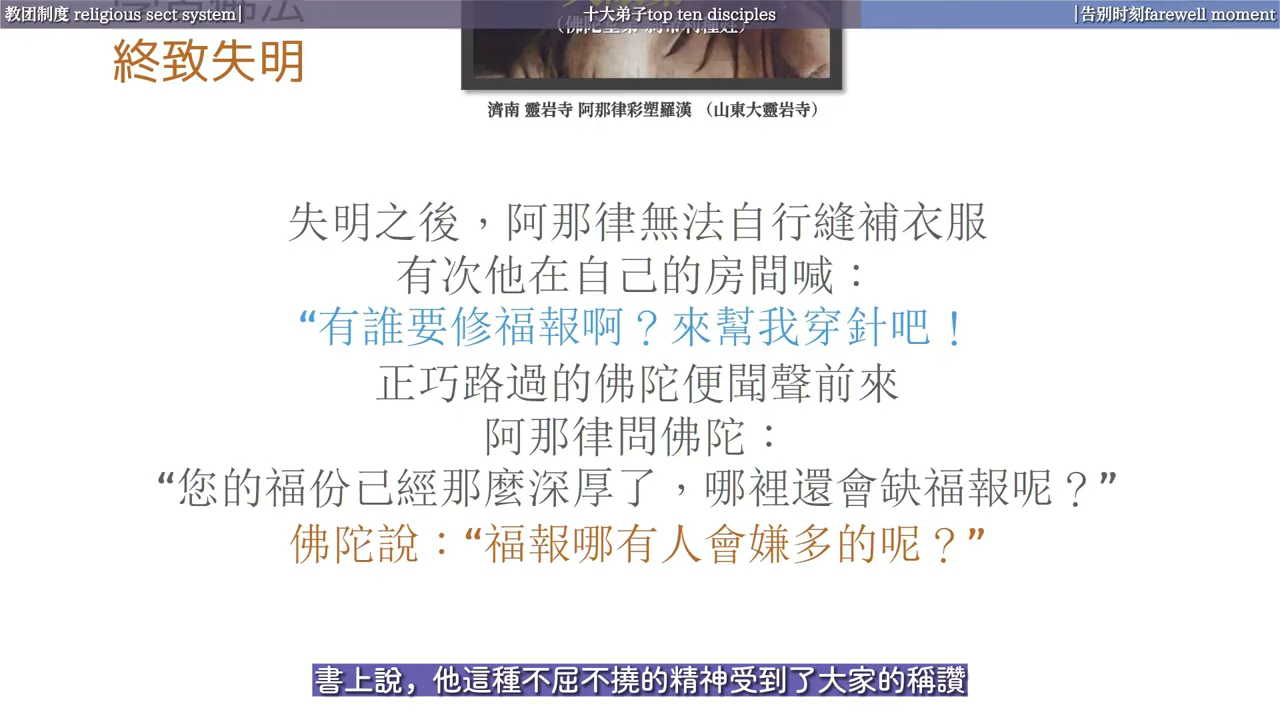 教团制度 religious sect system|
十大弟子top ten disciples
|告别时刻farewell moment
學習佛法
終致失明
濟南 靈岩寺 阿那律彩塑羅漢 （山東大靈岩寺）
失明之後，阿那律無法自行縫補衣服
有次他在自己的房間喊：
“有誰要修福報啊？來幫我穿針吧！
正巧路過的佛陀便聞聲前來
阿那律問佛陀：
“您的福份已經那麼深厚了，哪裡還會缺福報呢？”
佛陀說：“福報哪有人會嫌多的呢？”
書上說，他這種不屈不撓的精神受到了大家的稱讚